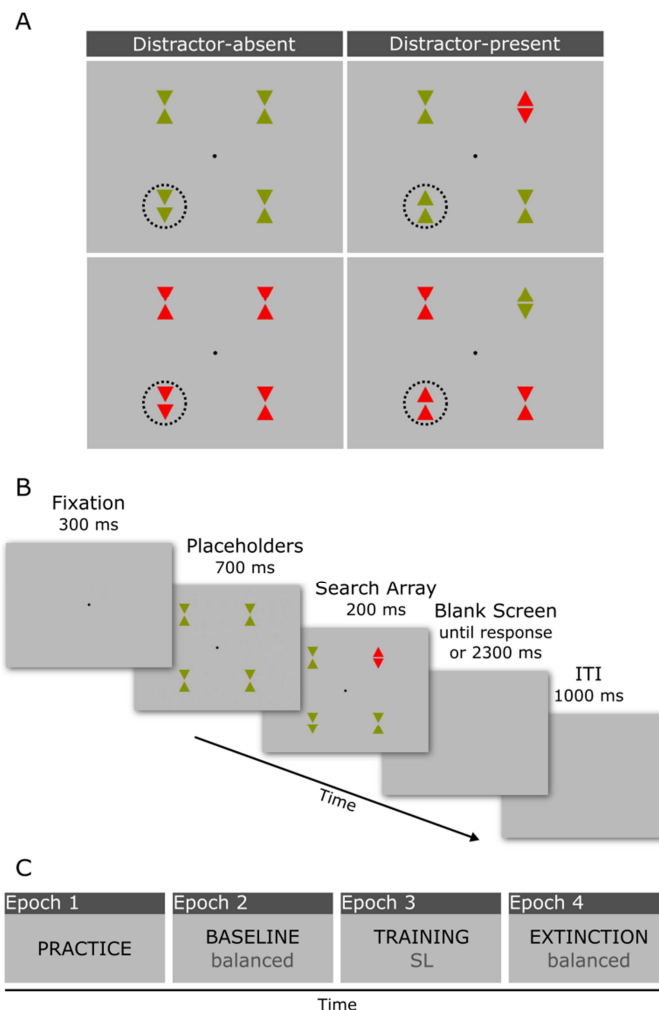 A
Distractor-absent
Distractor-present
B
Fixation
300 ms
Placeholders
700 ms
Search Array
200 ms
Blank Screen
until response
or 2300 ms
ITI
1000 ms
Time
C
Epoch 1
PRACTICE
Epoch 2
BASELINE
balanced
Epoch 3
TRAINING
SL
Epoch 4
EXTINCTION
balanced
Time